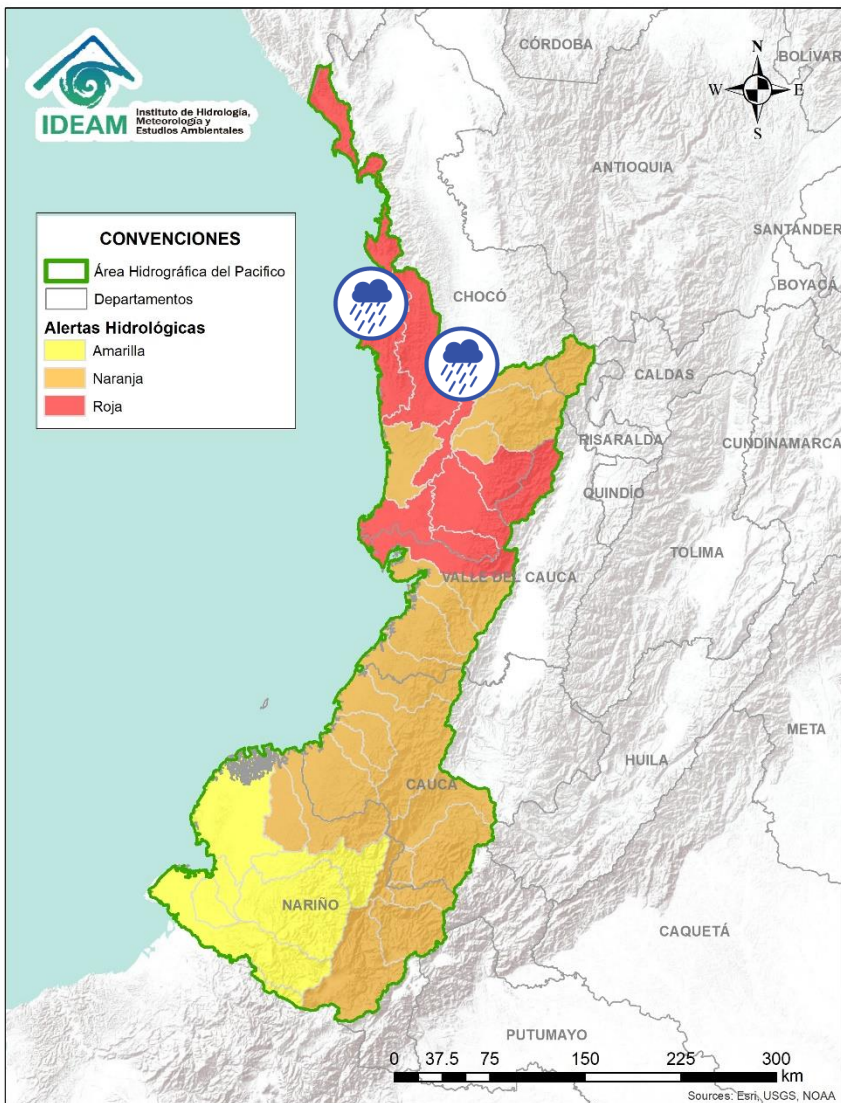 CÓRDOBA
BOLÍVAR
N
W
E
S
IDEAM
Instituto de Hidrología,
Meteorología y
Estudios Ambientales
ANTIOQUIA
SANTANDER
BOYACÁ
CONVENCIONES
Área Hidrográfica del Pacifico
Departamentos
Alertas Hidrológicas
Amarilla
Naranja
Roja
CHOCÓ
CALDAS
RISARALDA
CUNDINAMARCA
QUINDÍO
TOLIMA
VALLE DEL CAUCA
META
HUILA
CAUCA
NARIÑO
CAQUETÁ
PUTUMAYO
0 37.5 75 150 225 300
km
Sources: Esri, USGS, NOAA